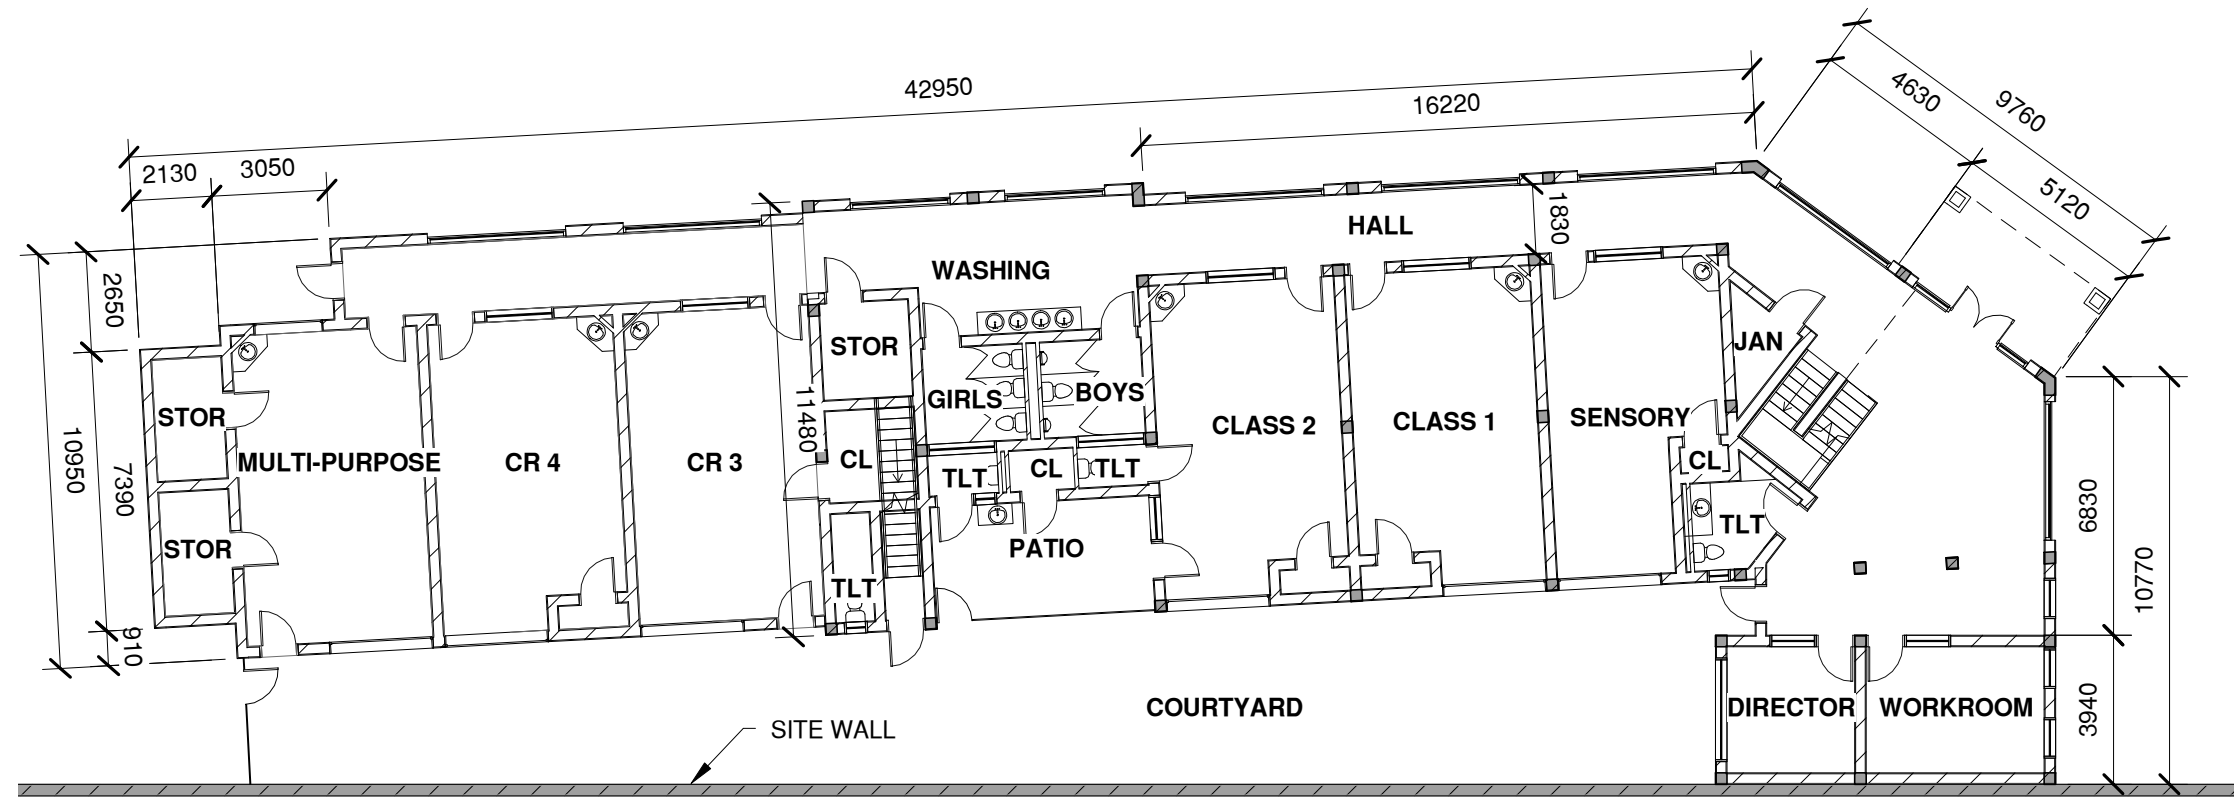 42950
16220
2130
3050
4630
9760
5120
2650
10950
7390
910
11480
1830
HALL
WASHING
STOR
JAN
GIRLS
BOYS
STOR
CLASS 2
CLASS 1
SENSORY
MULTI-PURPOSE
CR 4
CR 3
CL
TLT
CL
TLT
CL
STOR
PATIO
TLT
TLT
6830
10770
3940
COURTYARD
DIRECTOR
WORKROOM
SITE WALL